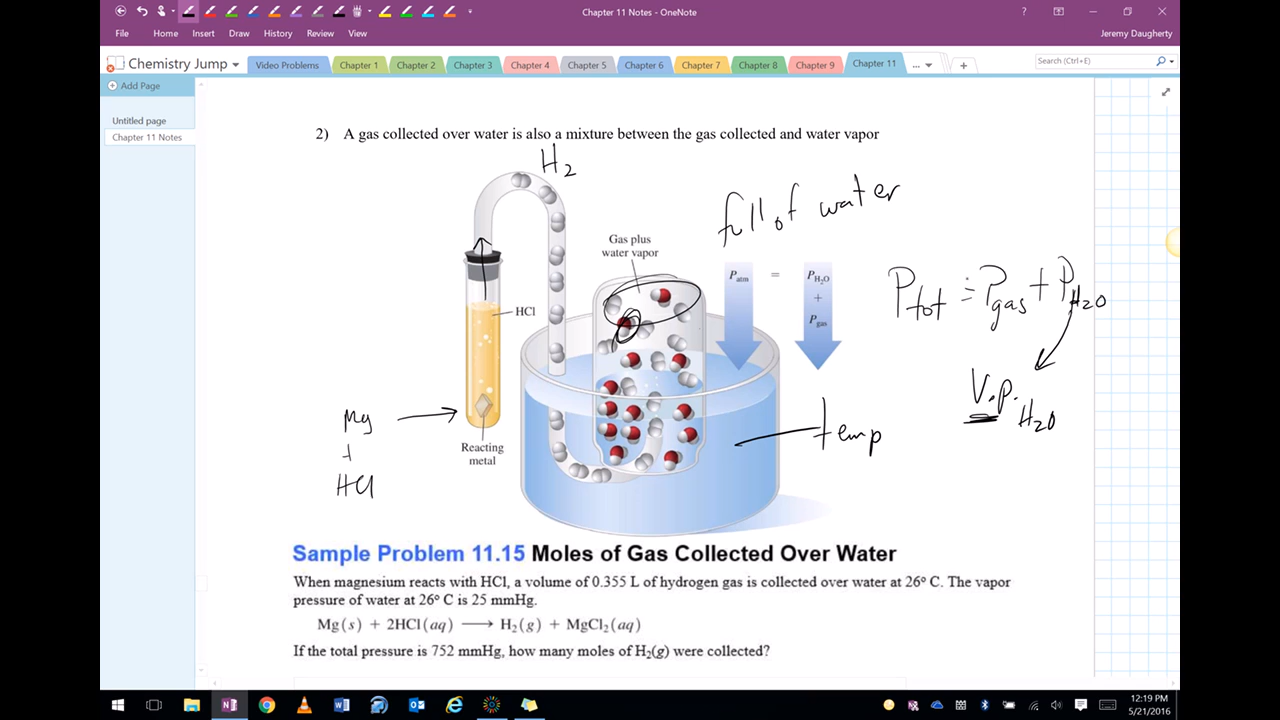 Chapter 11 Notes - OneNote
?
File Home Insert Draw History Review View
Jeremy Daugherty
Chemistry Jump
Video Problems Chapter 1 Chapter 2 Chapter 3 Chapter 4 Chapter 5 Chapter 6 Chapter 7 Chapter 8 Chapter 9 Chapter 11 ... +
Search (Ctrl+E)
Add Page
Untitled page
Chapter 11 Notes
2) A gas collected over water is also a mixture between the gas collected and water vapor
H2
full of water
Gas plus
water vapor
Patm = PH2O
+
Pgas
Ptot = Pgas + PH2O
HCl
V.P. H2O
Mg
+
HCl
temp
Reacting
metal
Sample Problem 11.15 Moles of Gas Collected Over Water
When magnesium reacts with HCl, a volume of 0.355 L of hydrogen gas is collected over water at 26° C. The vapor
pressure of water at 26° C is 25 mmHg.
Mg(s) + 2HCl(aq) ⟶ H2(g) + MgCl2(aq)
If the total pressure is 752 mmHg, how many moles of H2(g) were collected?
12:19 PM
5/21/2016